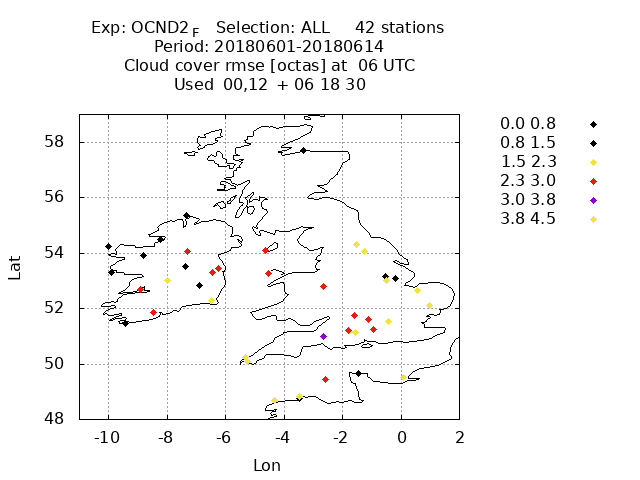 Exp: OCND2 F Selection: ALL 42 stations
Period: 20180601-20180614
Cloud cover rmse [octas] at 06 UTC
Used 00,12 + 06 18 30
0.0 0.8
0.8 1.5
1.5 2.3
2.3 3.0
3.0 3.8
3.8 4.5
58
56
54
52
50
48
Lat
-10 -8 -6 -4 -2 0 2
Lon